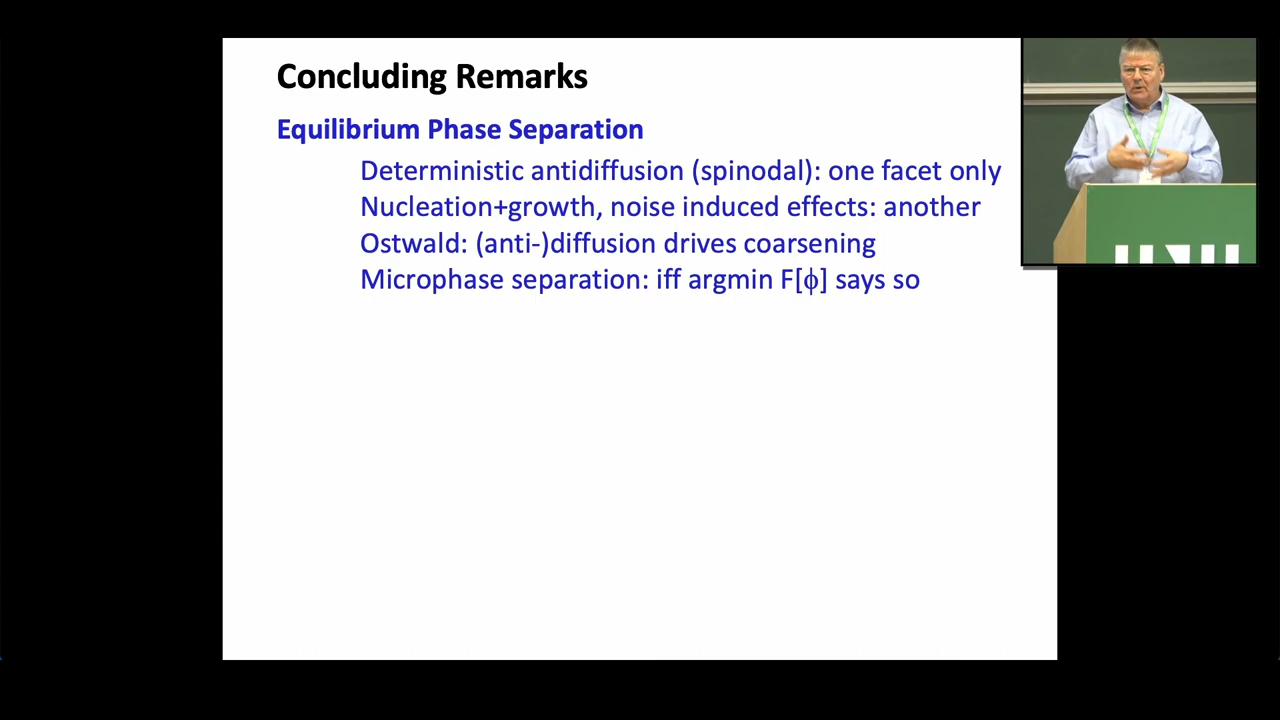 Concluding Remarks
Equilibrium Phase Separation
Deterministic antidiffusion (spinodal): one facet only
Nucleation+growth, noise induced effects: another
Ostwald: (anti-)diffusion drives coarsening
Microphase separation: iff argmin F[ϕ] says so